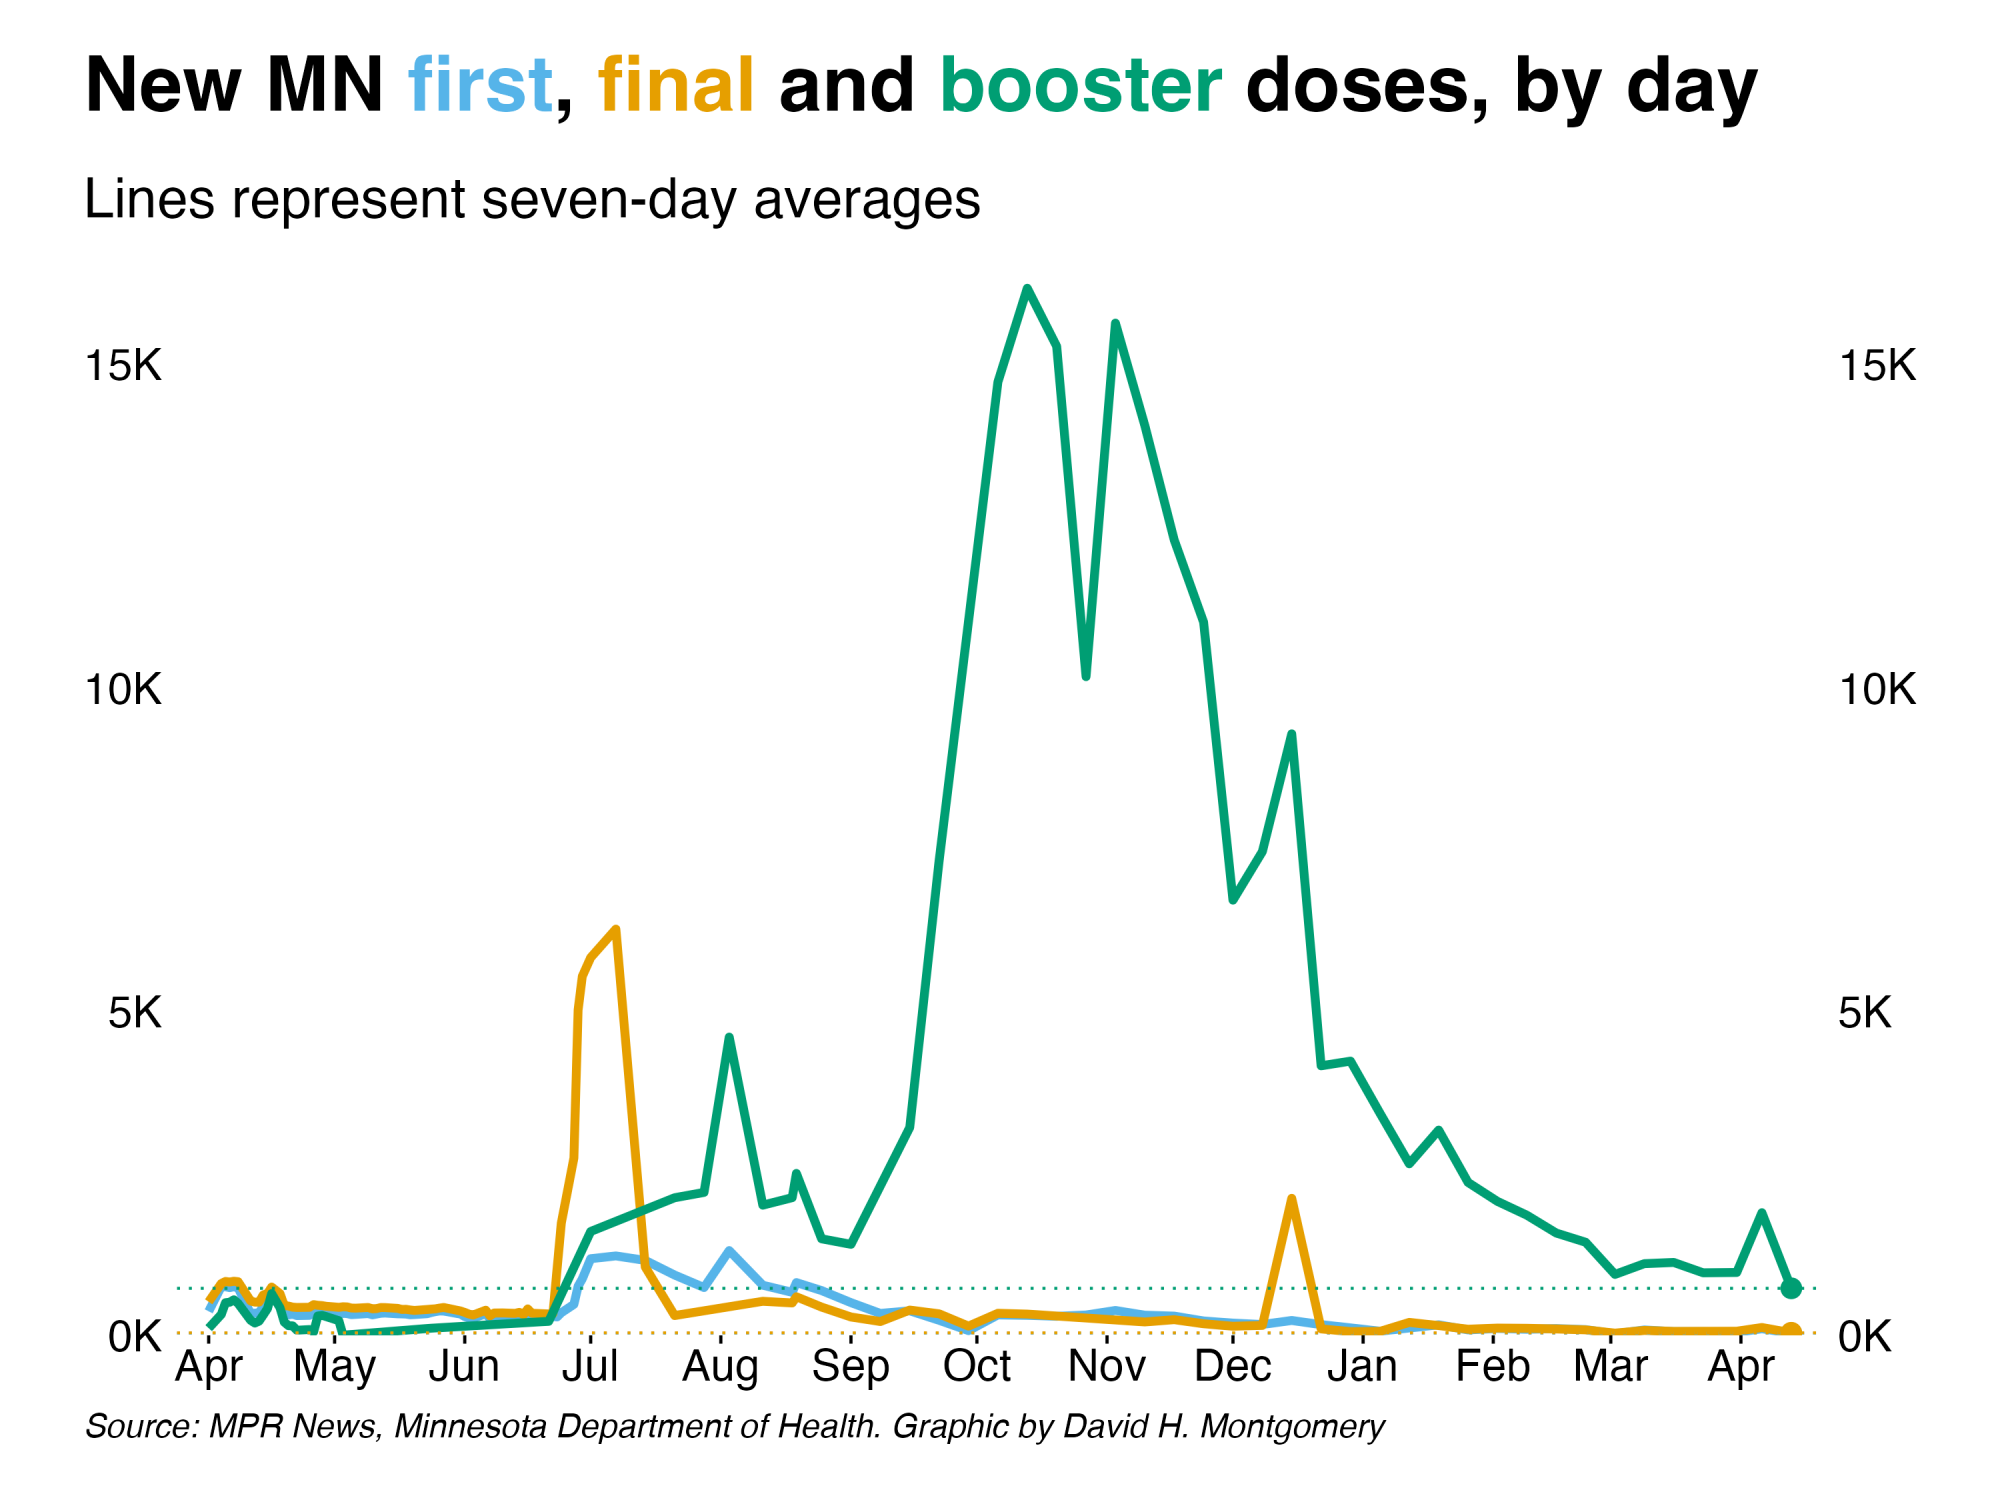 New MN first, final and booster doses, by day
Lines represent seven-day averages
15K 15K
10K 10K
5K 5K
0K 0K
Apr May Jun Jul Aug Sep Oct Nov Dec Jan Feb Mar Apr
Source: MPR News, Minnesota Department of Health. Graphic by David H. Montgomery